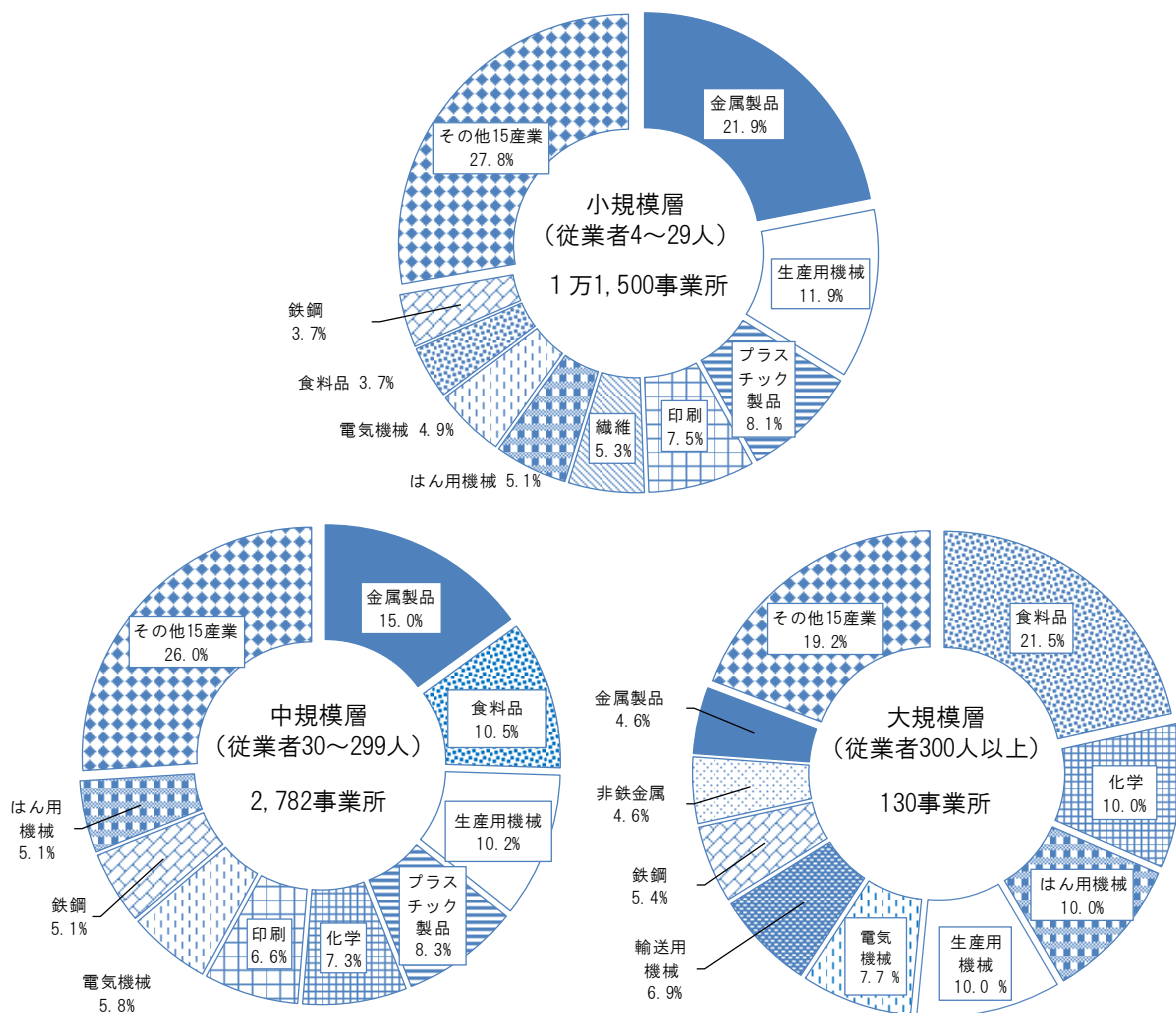 金属製品
21.9%
その他15産業
27.8%
小規模層
（従業者4～29人）
1万1,500事業所
生産用機械
11.9%
プラス
チック
製品
8.1%
印刷
7.5%
繊維
5.3%
はん用機械 5.1%
電気機械 4.9%
食料品 3.7%
鉄鋼
3.7%
金属製品
15.0%
その他15産業
26.0%
食料品
10.5%
中規模層
（従業者30～299人）
2,782事業所
生産用機械
10.2%
プラス
チック
製品
8.3%
化学
7.3%
印刷
6.6%
電気機械
5.8%
鉄鋼
5.1%
はん用
機械
5.1%
食料品
21.5%
その他15産業
19.2%
金属製品
4.6%
大規模層
（従業者300人以上）
130事業所
化学
10.0%
はん用機械
10.0%
生産用
機械
10.0 %
電気
機械
7.7 %
輸送用
機械
6.9%
鉄鋼
5.4%
非鉄金属
4.6%